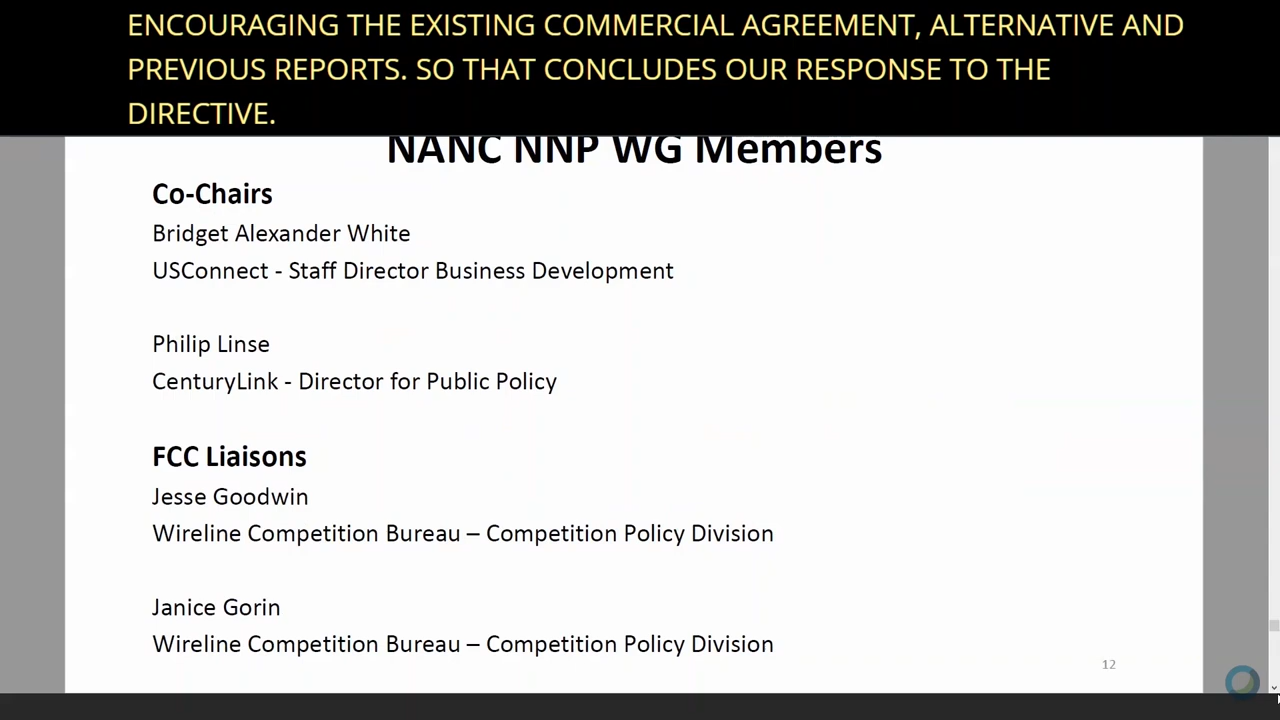 ENCOURAGING THE EXISTING COMMERCIAL AGREEMENT, ALTERNATIVE AND
PREVIOUS REPORTS. SO THAT CONCLUDES OUR RESPONSE TO THE
DIRECTIVE.
NANC NNP WG Members
Co-Chairs
Bridget Alexander White
USConnect - Staff Director Business Development
Philip Linse
CenturyLink - Director for Public Policy
FCC Liaisons
Jesse Goodwin
Wireline Competition Bureau – Competition Policy Division
Janice Gorin
Wireline Competition Bureau – Competition Policy Division
12